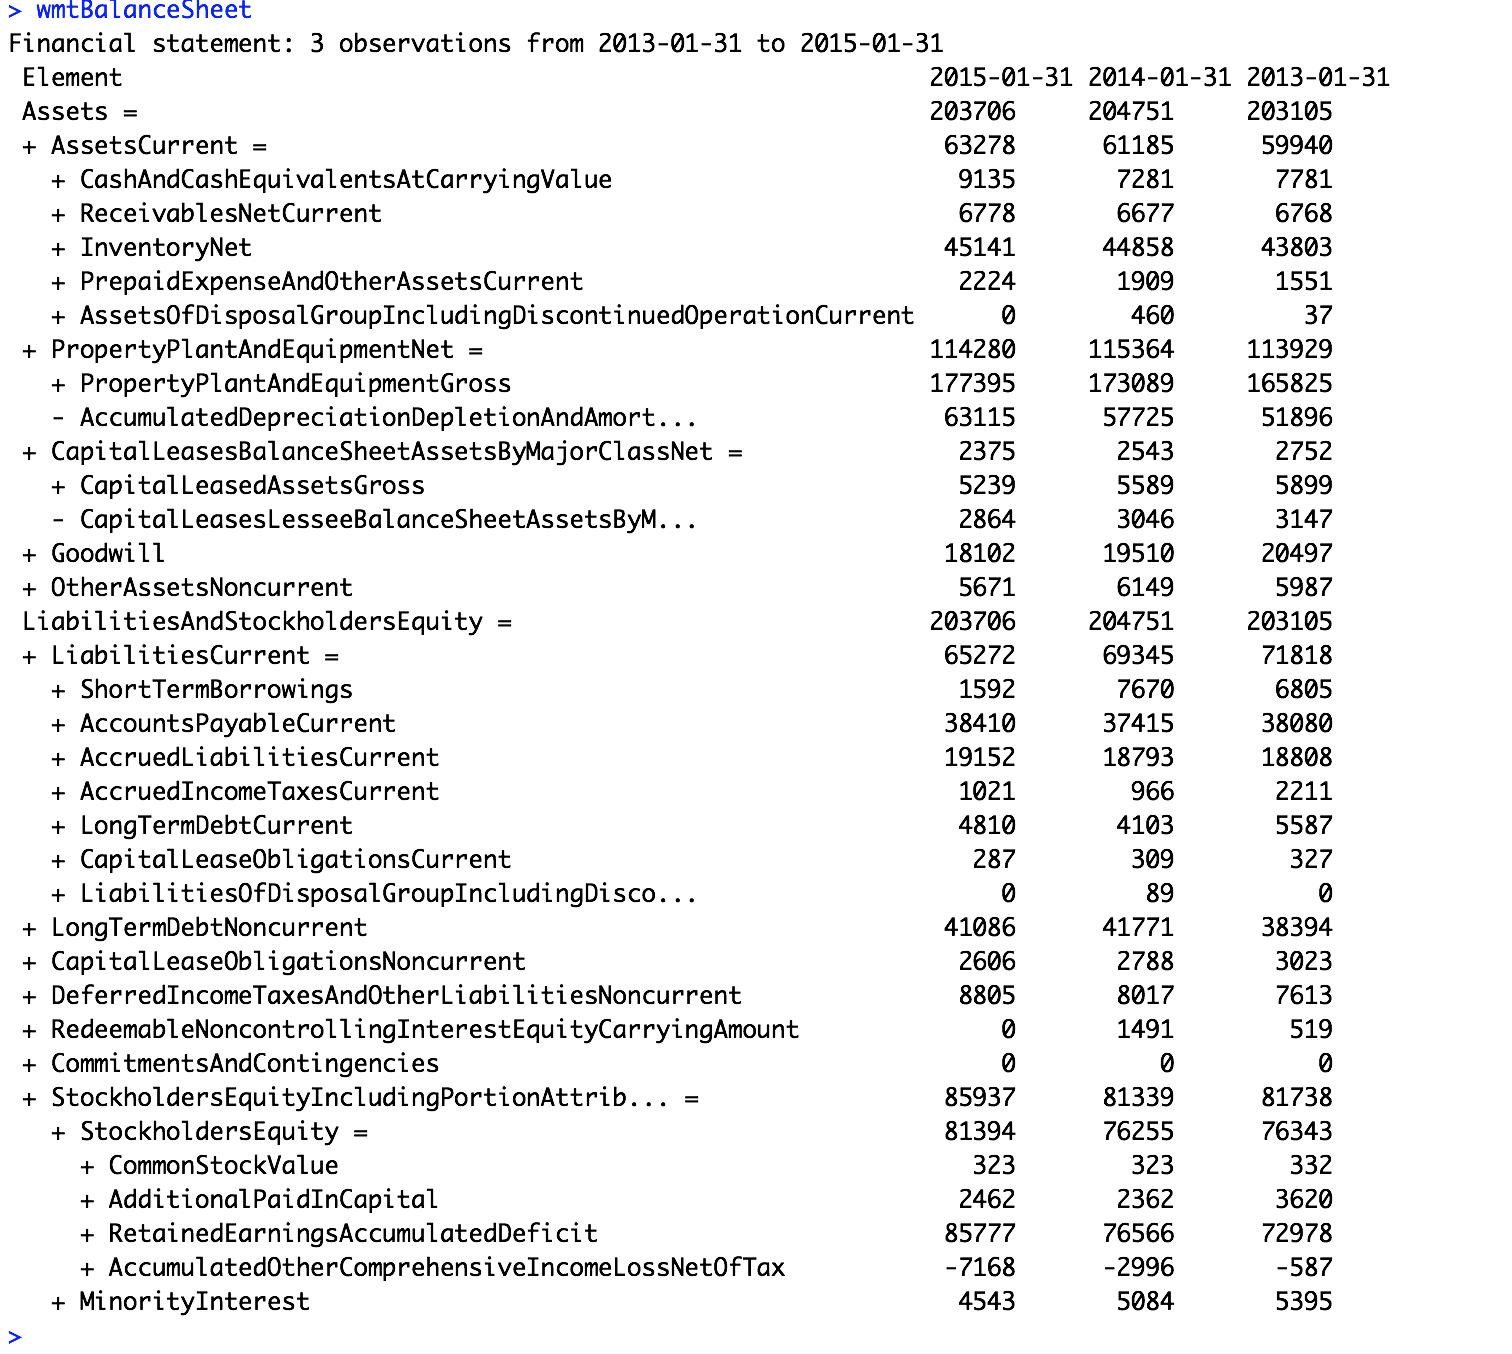 > wmtBalanceSheet
Financial statement: 3 observations from 2013-01-31 to 2015-01-31
Element 2015-01-31 2014-01-31 2013-01-31
Assets = 203706 204751 203105
+ AssetsCurrent = 63278 61185 59940
+ CashAndCashEquivalentsAtCarryingValue 9135 7281 7781
+ ReceivablesNetCurrent 6778 6677 6768
+ InventoryNet 45141 44858 43803
+ PrepaidExpenseAndOtherAssetsCurrent 2224 1909 1551
+ AssetsOfDisposalGroupIncludingDiscontinuedOperationCurrent 0 460 37
+ PropertyPlantAndEquipmentNet = 114280 115364 113929
+ PropertyPlantAndEquipmentGross 177395 173089 165825
- AccumulatedDepreciationDepletionAndAmort... 63115 57725 51896
+ CapitalLeasesBalanceSheetAssetsByMajorClassNet = 2375 2543 2752
+ CapitalLeasedAssetsGross 5239 5589 5899
- CapitalLeasesLesseeBalanceSheetAssetsByM... 2864 3046 3147
+ Goodwill 18102 19510 20497
+ OtherAssetsNoncurrent 5671 6149 5987
LiabilitiesAndStockholdersEquity = 203706 204751 203105
+ LiabilitiesCurrent = 65272 69345 71818
+ ShortTermBorrowings 1592 7670 6805
+ AccountsPayableCurrent 38410 37415 38080
+ AccruedLiabilitiesCurrent 19152 18793 18808
+ AccruedIncomeTaxesCurrent 1021 966 2211
+ LongTermDebtCurrent 4810 4103 5587
+ CapitalLeaseObligationsCurrent 287 309 327
+ LiabilitiesOfDisposalGroupIncludingDisco... 0 89 0
+ LongTermDebtNoncurrent 41086 41771 38394
+ CapitalLeaseObligationsNoncurrent 2606 2788 3023
+ DeferredIncomeTaxesAndOtherLiabilitiesNoncurrent 8805 8017 7613
+ RedeemableNoncontrollingInterestEquityCarryingAmount 0 1491 519
+ CommitmentsAndContingencies 0 0 0
+ StockholdersEquityIncludingPortionAttrib... = 85937 81339 81738
+ StockholdersEquity = 81394 76255 76343
+ CommonStockValue 323 323 332
+ AdditionalPaidInCapital 2462 2362 3620
+ RetainedEarningsAccumulatedDeficit 85777 76566 72978
+ AccumulatedOtherComprehensiveIncomeLossNetOfTax -7168 -2996 -587
+ MinorityInterest 4543 5084 5395
>